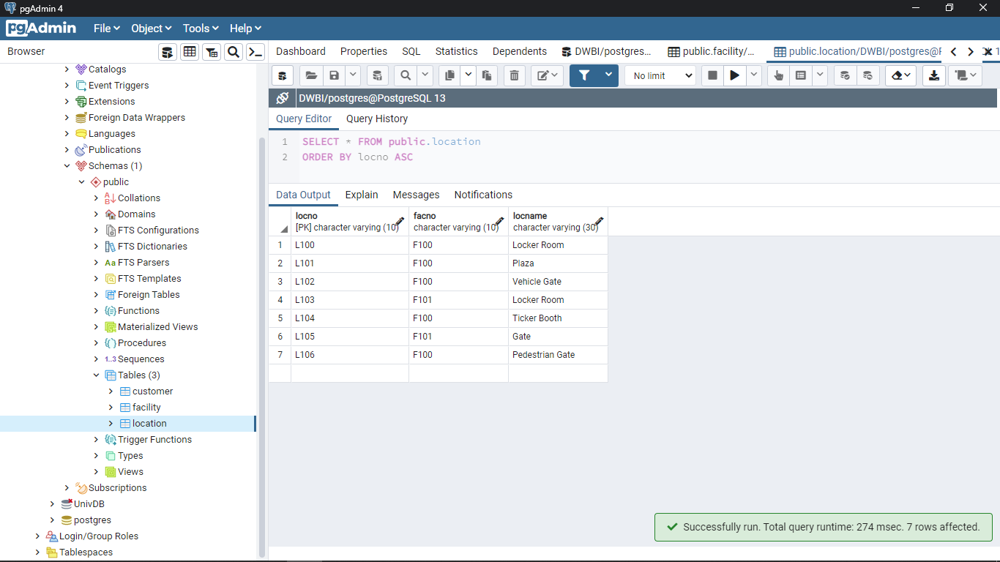 pgAdmin 4
pgAdmin File Object Tools Help
Browser
Dashboard Properties SQL Statistics Dependents DWBI/postgres... public.facility/... public.location/DWBI/postgres@
No limit
DWBI/postgres@PostgreSQL 13
Query Editor Query History
1 SELECT * FROM public.location
2 ORDER BY locno ASC
Data Output Explain Messages Notifications
locno facno locname
[PK] character varying (10) character varying (10) character varying (30)
1 L100 F100 Locker Room
2 L101 F100 Plaza
3 L102 F100 Vehicle Gate
4 L103 F101 Locker Room
5 L104 F100 Ticker Booth
6 L105 F101 Gate
7 L106 F100 Pedestrian Gate
Catalogs
Event Triggers
Extensions
Foreign Data Wrappers
Languages
Publications
Schemas (1)
public
Collations
Domains
FTS Configurations
FTS Dictionaries
Aa FTS Parsers
FTS Templates
Foreign Tables
Functions
Materialized Views
Procedures
1..3 Sequences
Tables (3)
customer
facility
location
Trigger Functions
Types
Views
Subscriptions
UnivDB
postgres
Login/Group Roles
Tablespaces
Successfully run. Total query runtime: 274 msec. 7 rows affected.